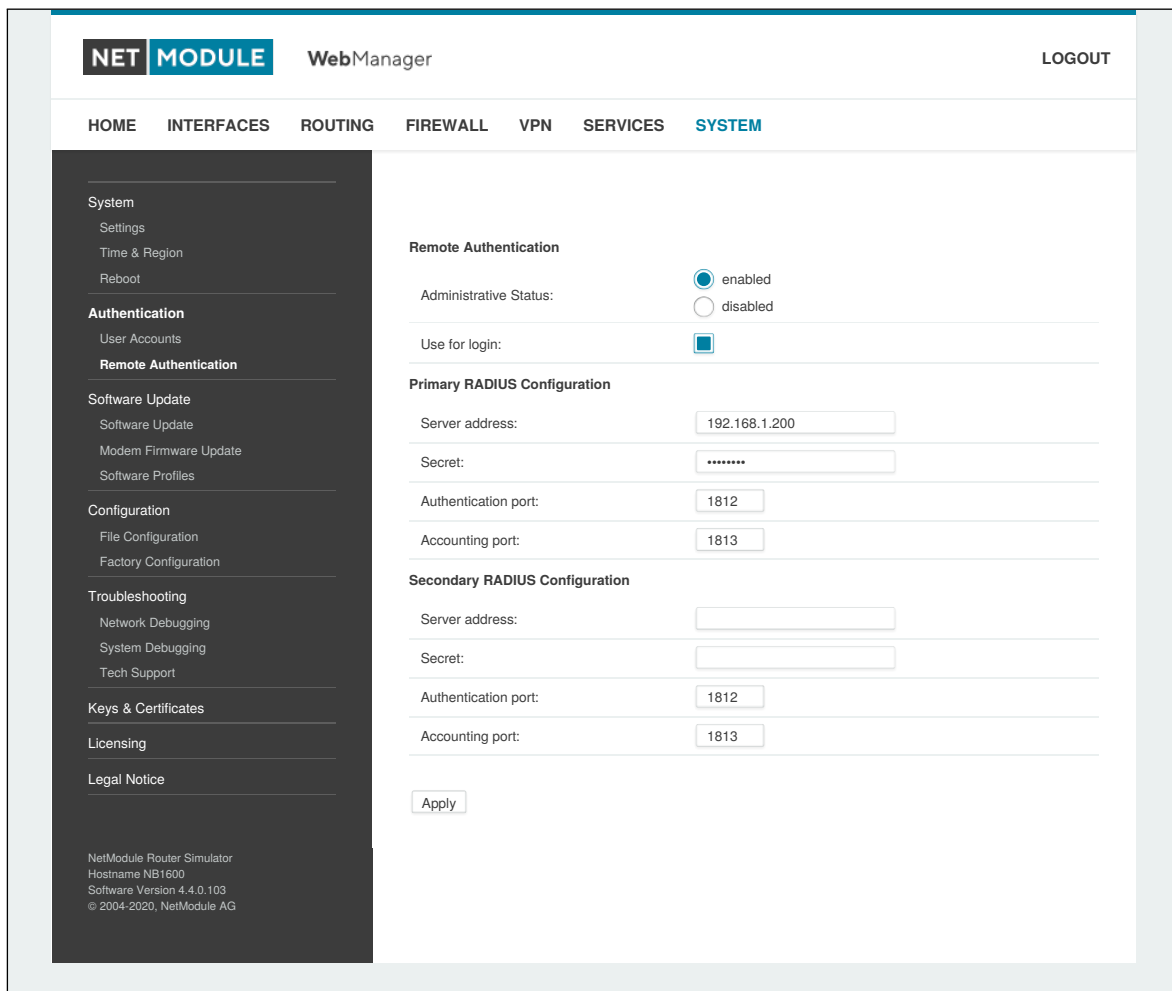 NET MODULE WebManager LOGOUT
HOME INTERFACES ROUTING FIREWALL VPN SERVICES SYSTEM
System
Settings
Time & Region
Reboot
Authentication
User Accounts
Remote Authentication
Software Update
Software Update
Modem Firmware Update
Software Profiles
Configuration
File Configuration
Factory Configuration
Troubleshooting
Network Debugging
System Debugging
Tech Support
Keys & Certificates
Licensing
Legal Notice
NetModule Router Simulator
Hostname NB1600
Software Version 4.4.0.103
© 2004-2020, NetModule AG
Remote Authentication
Administrative Status:
enabled
disabled
Use for login:
Primary RADIUS Configuration
Server address: 192.168.1.200
Secret: ••••••••
Authentication port: 1812
Accounting port: 1813
Secondary RADIUS Configuration
Server address:
Secret:
Authentication port: 1812
Accounting port: 1813
Apply